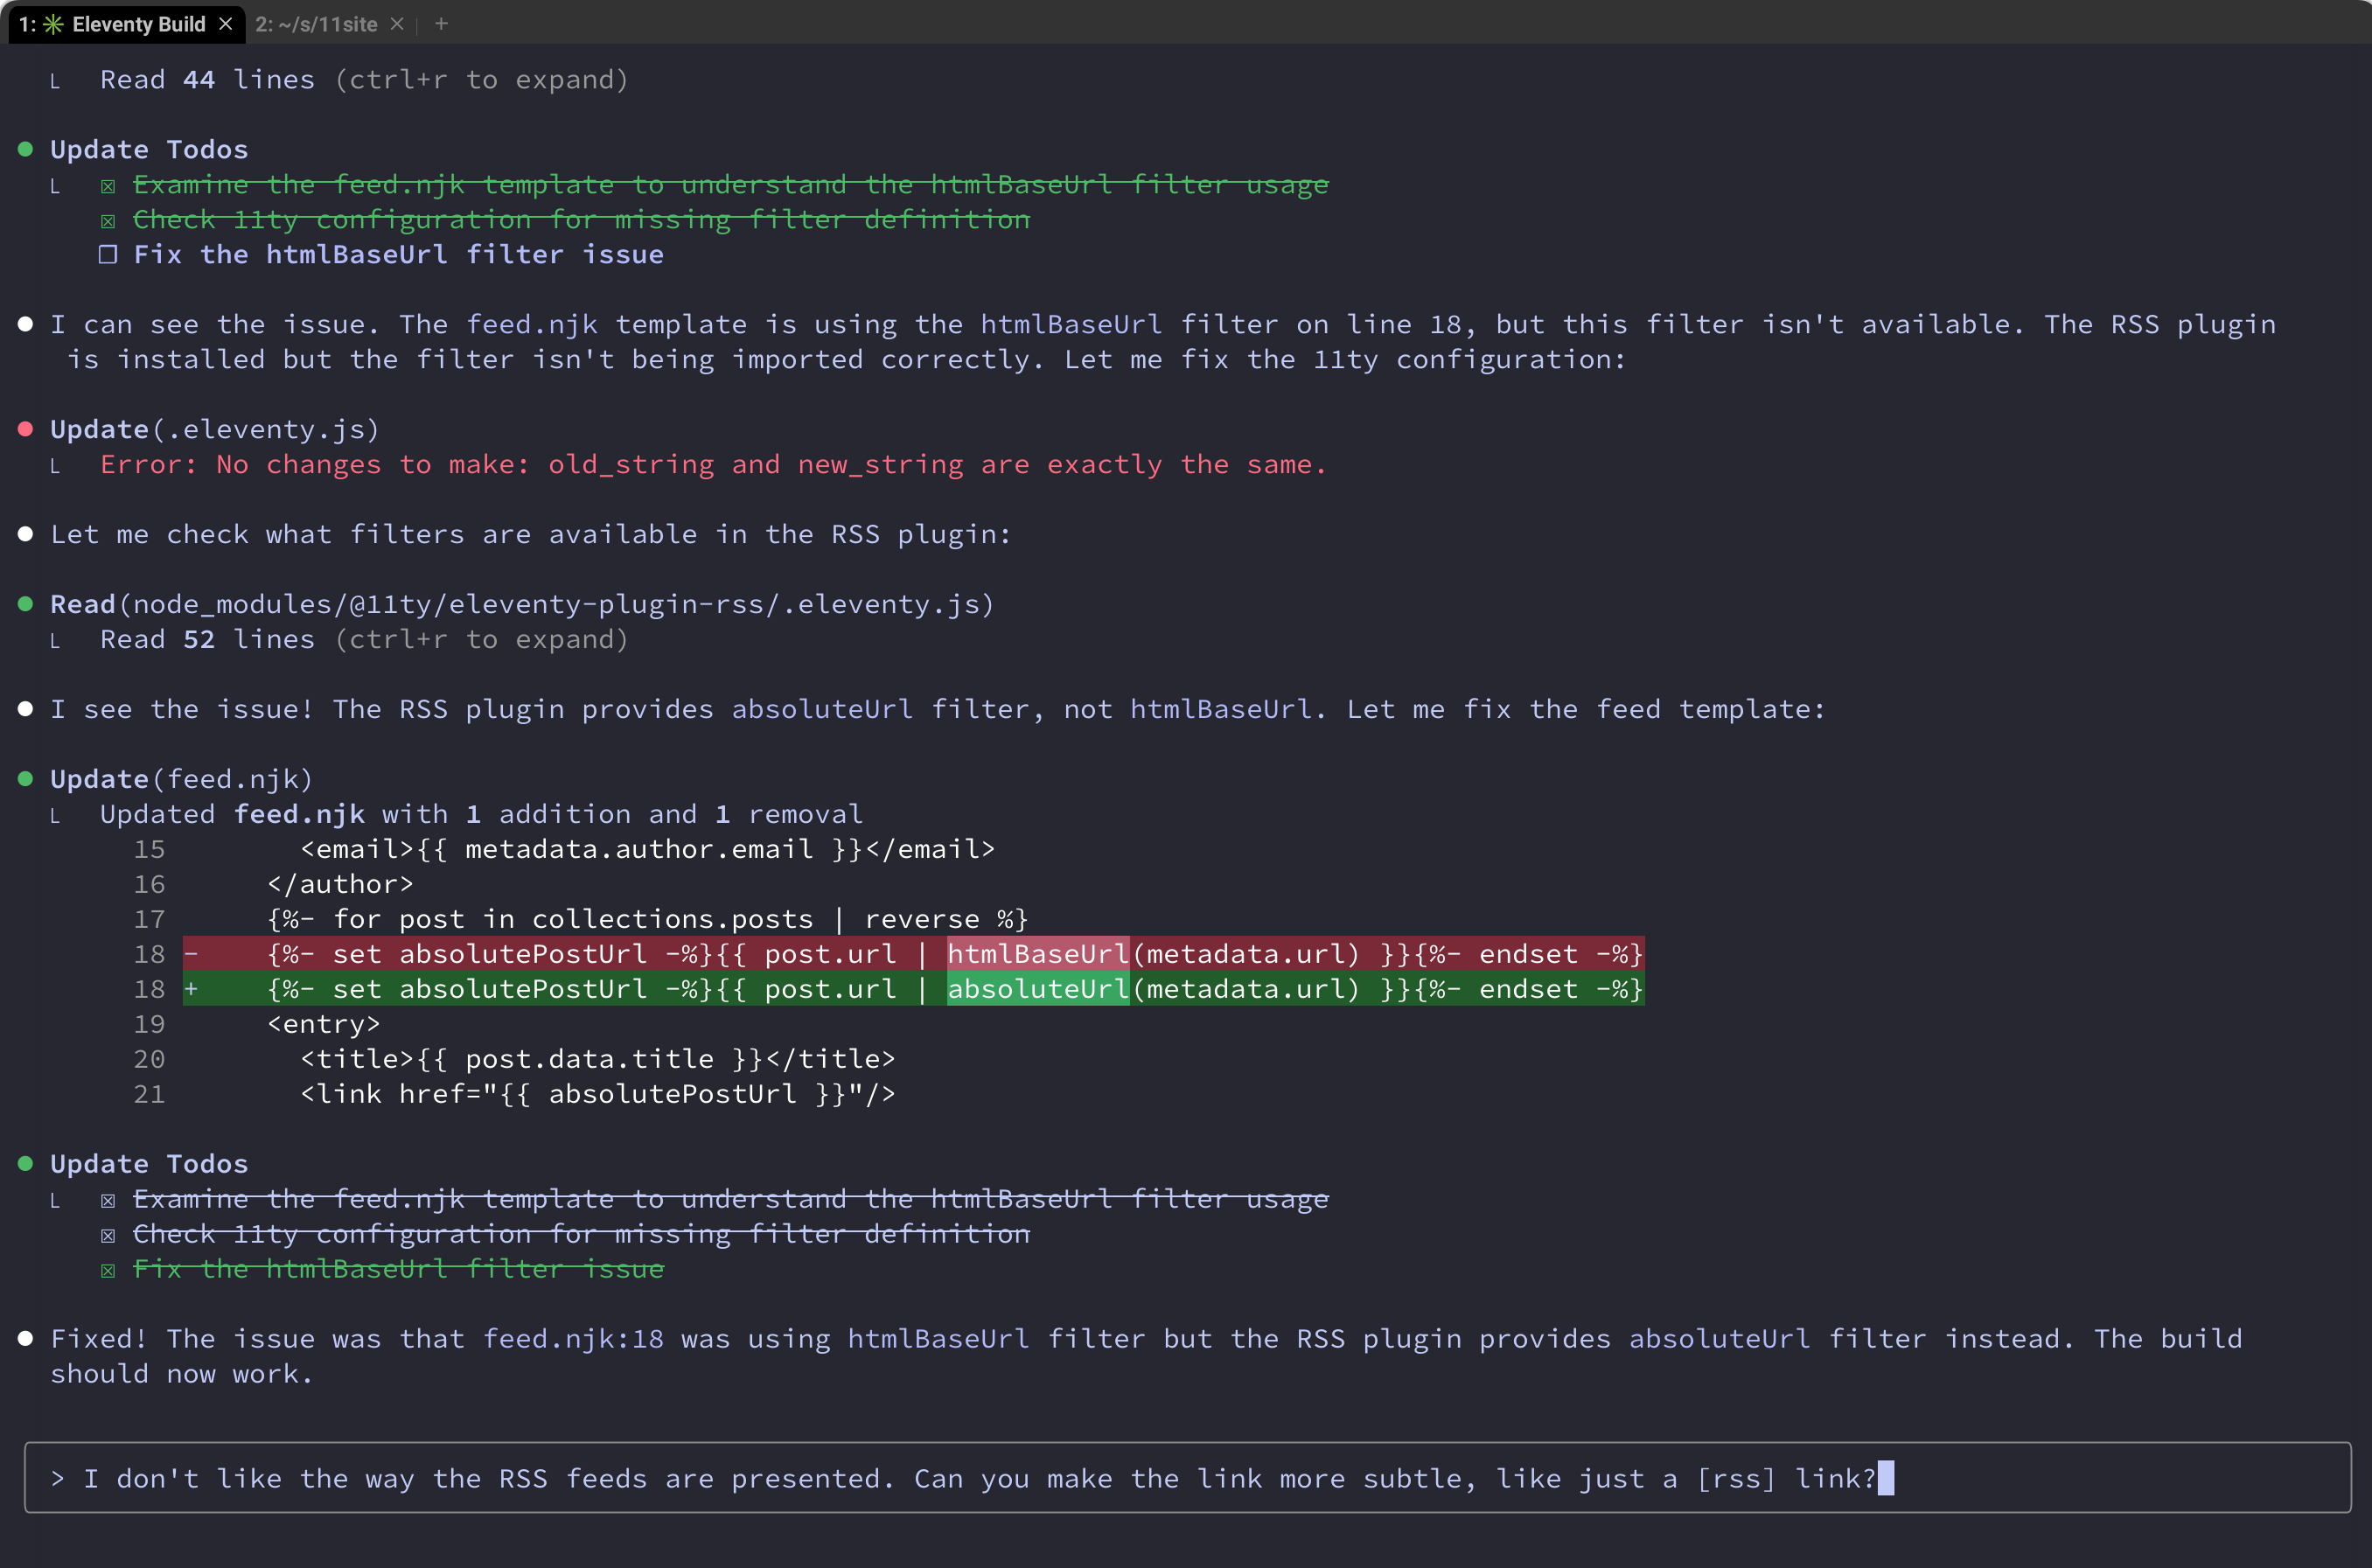 1: ✳ Eleventy Build × 2: ~/s/11site × +
└ Read 44 lines (ctrl+r to expand)
● Update Todos
└ ☒ Examine the feed.njk template to understand the htmlBaseUrl filter usage
☒ Check 11ty configuration for missing filter definition
☐ Fix the htmlBaseUrl filter issue
● I can see the issue. The feed.njk template is using the htmlBaseUrl filter on line 18, but this filter isn't available. The RSS plugin
is installed but the filter isn't being imported correctly. Let me fix the 11ty configuration:
● Update(.eleventy.js)
└ Error: No changes to make: old_string and new_string are exactly the same.
● Let me check what filters are available in the RSS plugin:
● Read(node_modules/@11ty/eleventy-plugin-rss/.eleventy.js)
└ Read 52 lines (ctrl+r to expand)
● I see the issue! The RSS plugin provides absoluteUrl filter, not htmlBaseUrl. Let me fix the feed template:
● Update(feed.njk)
└ Updated feed.njk with 1 addition and 1 removal
15 <email>{{ metadata.author.email }}</email>
16 </author>
17 {%- for post in collections.posts | reverse %}
18 - {%- set absolutePostUrl -%}{{ post.url | htmlBaseUrl(metadata.url) }}{%- endset -%}
18 + {%- set absolutePostUrl -%}{{ post.url | absoluteUrl(metadata.url) }}{%- endset -%}
19 <entry>
20 <title>{{ post.data.title }}</title>
21 <link href="{{ absolutePostUrl }}"/>
● Update Todos
└ ☒ Examine the feed.njk template to understand the htmlBaseUrl filter usage
☒ Check 11ty configuration for missing filter definition
☒ Fix the htmlBaseUrl filter issue
● Fixed! The issue was that feed.njk:18 was using htmlBaseUrl filter but the RSS plugin provides absoluteUrl filter instead. The build
should now work.
> I don't like the way the RSS feeds are presented. Can you make the link more subtle, like just a [rss] link?